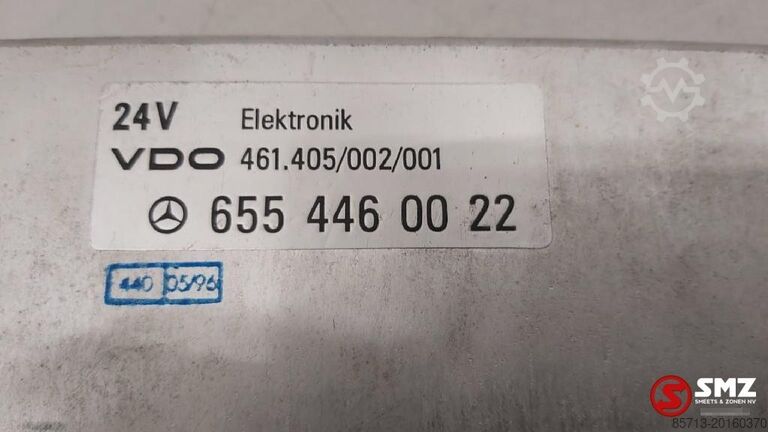 24V Elektronik
VDO 461.405/002/001
655 446 00 22
440 05/96
SMZ
SMEETS & ZONEN NV
85713-20160370